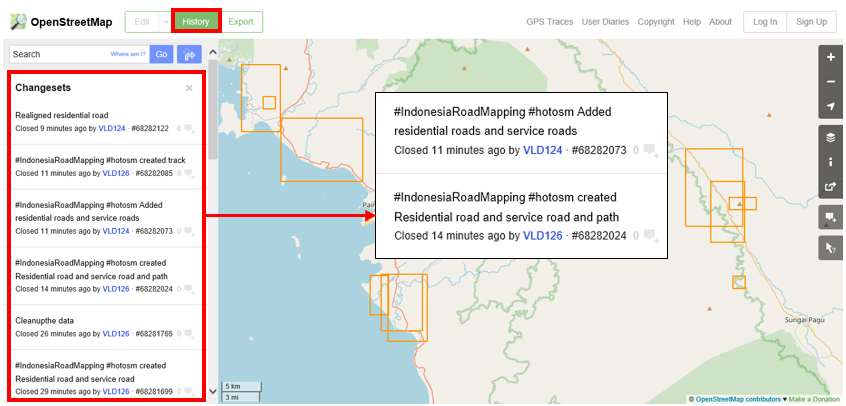 OpenStreetMap
Edit
History
Export
GPS Traces
User Diaries
Copyright
Help
About
Log In
Sign Up
Search
Where am I?
Go
Changesets
Realigned residential road
Closed 9 minutes ago by VLD124 · #68282122 0
#IndonesiaRoadMapping #hotosm created track
Closed 11 minutes ago by VLD126 · #68282085 0
#IndonesiaRoadMapping #hotosm Added
residential roads and service roads
Closed 11 minutes ago by VLD124 · #68282073 0
#IndonesiaRoadMapping #hotosm created
Residential road and service road and path
Closed 14 minutes ago by VLD126 · #68282024 0
Cleanupthe data
Closed 26 minutes ago by VLD126 · #68281765 0
#IndonesiaRoadMapping #hotosm created
Residential road and service road
Closed 29 minutes ago by VLD126 · #68281699 0
#IndonesiaRoadMapping #hotosm Added
residential roads and service roads
Closed 11 minutes ago by VLD124 · #68282073 0
#IndonesiaRoadMapping #hotosm created
Residential road and service road and path
Closed 14 minutes ago by VLD126 · #68282024 0
Sungai Pagu
5 km
3 mi
© OpenStreetMap contributors ♥ Make a Donation